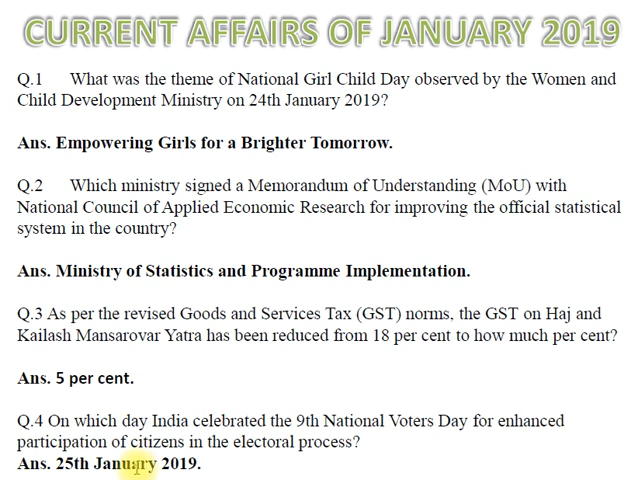 CURRENT AFFAIRS OF JANUARY 2019
Q.1 What was the theme of National Girl Child Day observed by the Women and
Child Development Ministry on 24th January 2019?
Ans. Empowering Girls for a Brighter Tomorrow.
Q.2 Which ministry signed a Memorandum of Understanding (MoU) with
National Council of Applied Economic Research for improving the official statistical
system in the country?
Ans. Ministry of Statistics and Programme Implementation.
Q.3 As per the revised Goods and Services Tax (GST) norms, the GST on Haj and
Kailash Mansarovar Yatra has been reduced from 18 per cent to how much per cent?
Ans. 5 per cent.
Q.4 On which day India celebrated the 9th National Voters Day for enhanced
participation of citizens in the electoral process?
Ans. 25th January 2019.